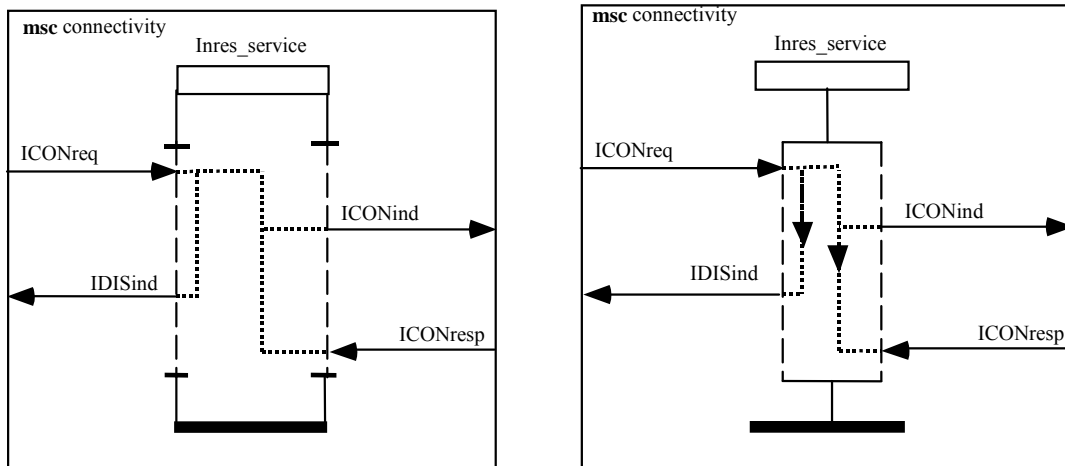 msc connectivity
Inres_service
ICONreq
ICONind
IDISind
ICONresp
msc connectivity
Inres_service
ICONreq
ICONind
IDISind
ICONresp